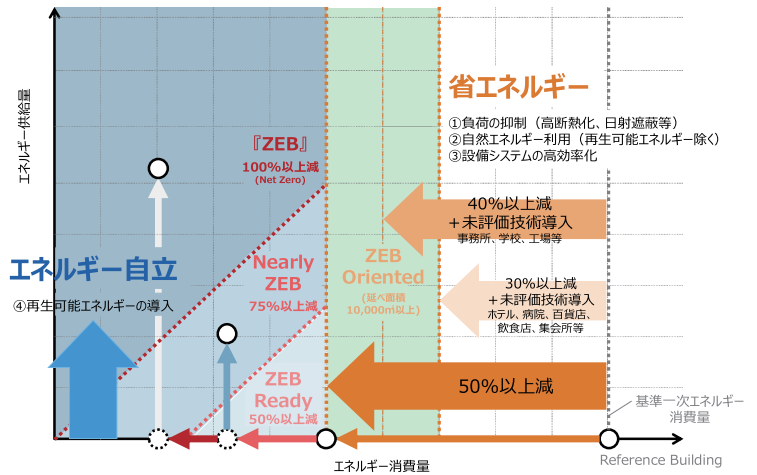 エネルギー供給量
省エネルギー
①負荷の抑制（高断熱化、日射遮蔽等）
②自然エネルギー利用（再生可能エネルギー除く）
③設備システムの高効率化
『ZEB』
100%以上減
(Net Zero)
40%以上減
＋未評価技術導入
事務所、学校、工場等
エネルギー自立
④再生可能エネルギーの導入
Nearly
ZEB
75%以上減
ZEB
Oriented
(延べ面積
10,000㎡以上)
30%以上減
＋未評価技術導入
ホテル、病院、百貨店、
飲食店、集会所等
ZEB
Ready
50%以上減
50%以上減
基準一次エネルギー
消費量
エネルギー消費量
Reference Building